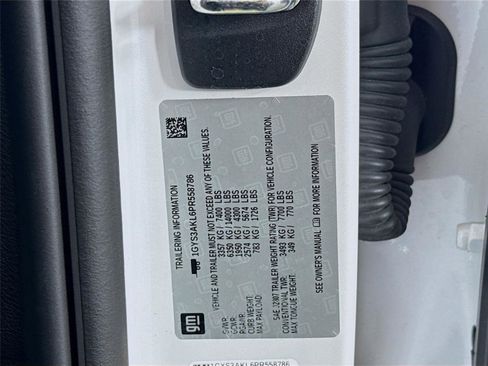 TRAILERING INFORMATION
1GYS3AKL6PR558786
VEHICLE AND TRAILER MUST NOT EXCEED ANY OF THESE VALUES.
GVWR: 3357 KG / 7400 LBS
GCWR: 6350 KG / 14000 LBS
RGAWR: 1950 KG / 4300 LBS
CURB WEIGHT: 2574 KG / 5674 LBS
MAX PAYLOAD: 783 KG / 1726 LBS
SAE J2807 TRAILER WEIGHT RATING (TWR) FOR VEHICLE CONFIGURATION:
CONVENTIONAL TWR: 3493 KG / 7700 LBS
MAX TONGUE WEIGHT: 349 KG / 770 LBS
SEE OWNER'S MANUAL
gm
1GYS3AKL6PR558786